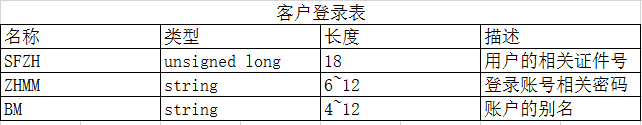 客户登录表
名称 类型 长度 描述
SFZH unsigned long 18 用户的相关证件号
ZHMM string 6~12 登录账号相关密码
BM string 4~12 账户的别名